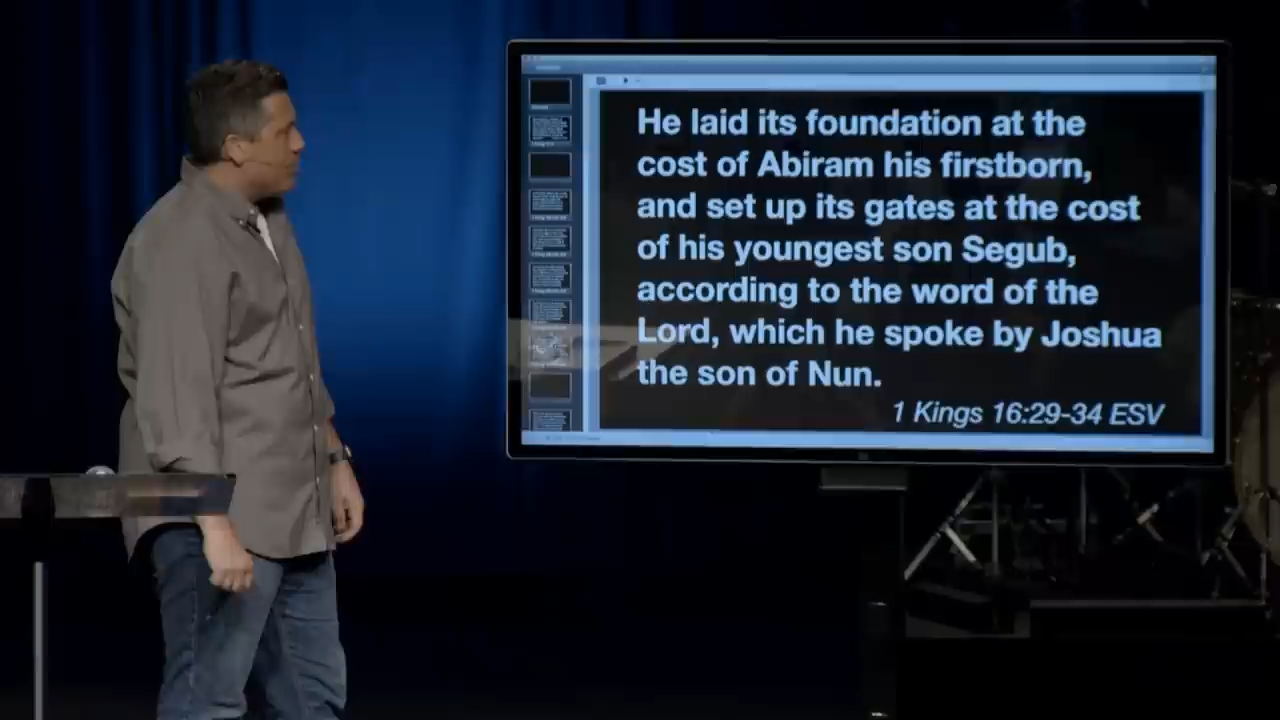 He laid its foundation at the
cost of Abiram his firstborn,
and set up its gates at the cost
of his youngest son Segub,
according to the word of the
Lord, which he spoke by Joshua
the son of Nun.
1 Kings 16:29-34 ESV